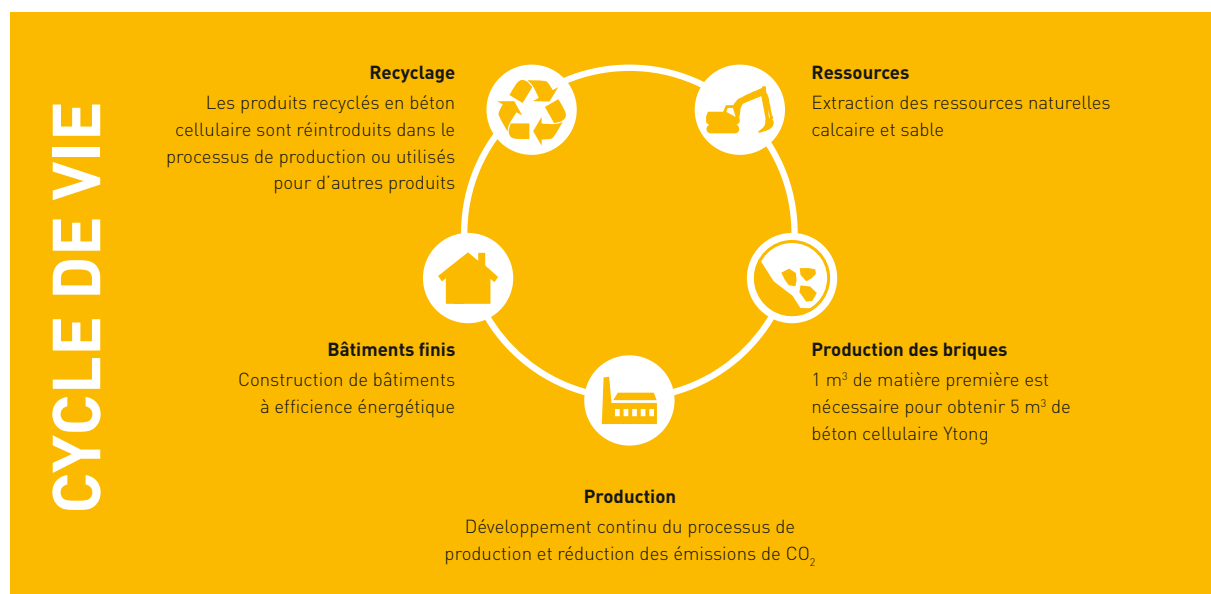 CYCLE DE VIE
Recyclage
Les produits recyclés en béton
cellulaire sont réintroduits dans le
processus de production ou utilisés
pour d'autres produits
Ressources
Extraction des ressources naturelles
calcaire et sable
Bâtiments finis
Construction de bâtiments
à efficience énergétique
Production des briques
1 m³ de matière première est
nécessaire pour obtenir 5 m³ de
béton cellulaire Ytong
Production
Développement continu du processus de
production et réduction des émissions de CO₂